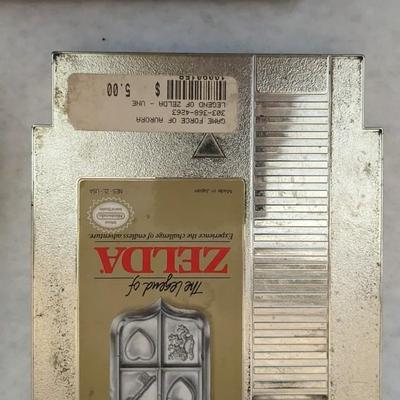 The Legend of
ZELDA
Experience the challenge of endless adventure.
Nintendo
NES-ZL-USA
Made in Japan
GAME FORCE OF AURORA
303-368-4263
LEGEND OF ZELDA - UNE
$ 5.00